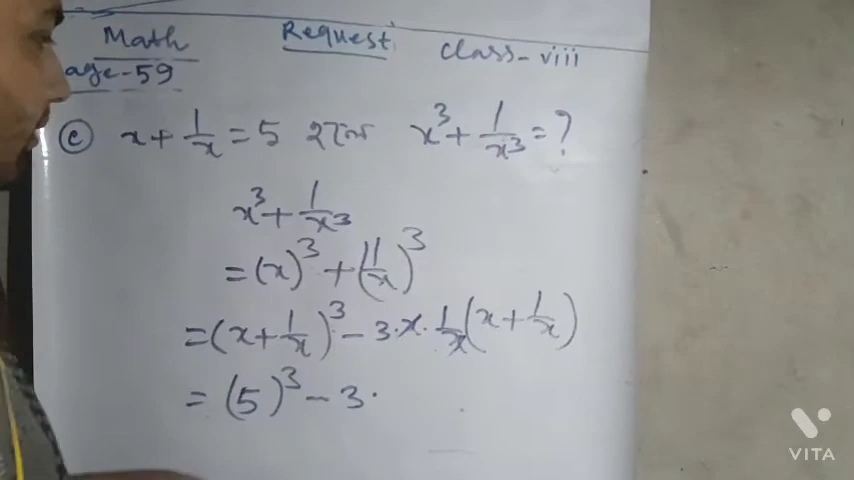 Math Request Class-viii
age-59
(c) x + 1/x = 5 হলে x³ + 1/x³ = ?
x³ + 1/x³
= (x)³ + (1/x)³
= (x + 1/x)³ - 3·x·1/x(x + 1/x)
= (5)³ - 3·
VITA